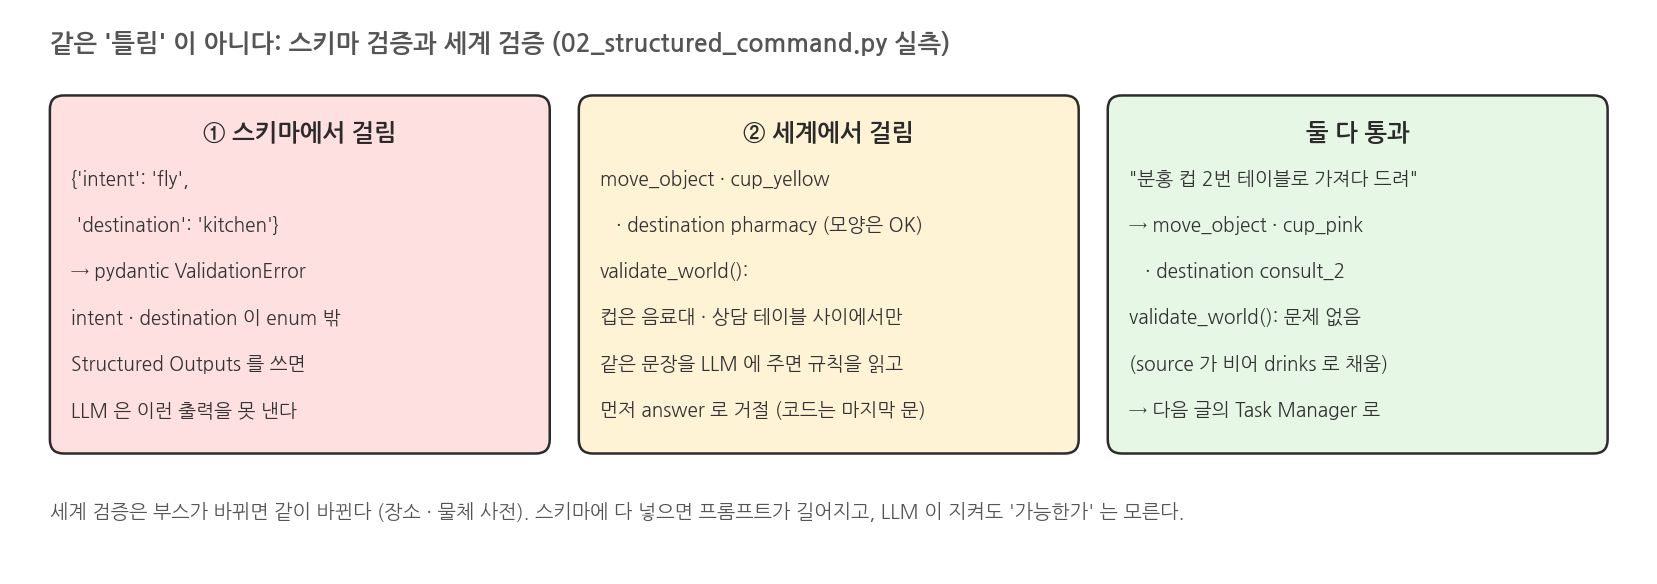 같은 '틀림' 이 아니다: 스키마 검증과 세계 검증 (02_structured_command.py 실측)
① 스키마에서 걸림
{'intent': 'fly',
'destination': 'kitchen'}
→ pydantic ValidationError
intent · destination 이 enum 밖
Structured Outputs 를 쓰면
LLM 은 이런 출력을 못 낸다
② 세계에서 걸림
move_object · cup_yellow
· destination pharmacy (모양은 OK)
validate_world():
컵은 음료대 · 상담 테이블 사이에서만
같은 문장을 LLM 에 주면 규칙을 읽고
먼저 answer 로 거절 (코드는 마지막 문)
둘 다 통과
"분홍 컵 2번 테이블로 가져다 드려"
→ move_object · cup_pink
· destination consult_2
validate_world(): 문제 없음
(source 가 비어 drinks 로 채움)
→ 다음 글의 Task Manager 로
세계 검증은 부스가 바뀌면 같이 바뀐다 (장소 · 물체 사전). 스키마에 다 넣으면 프롬프트가 길어지고, LLM 이 지켜도 '가능한가' 는 모른다.